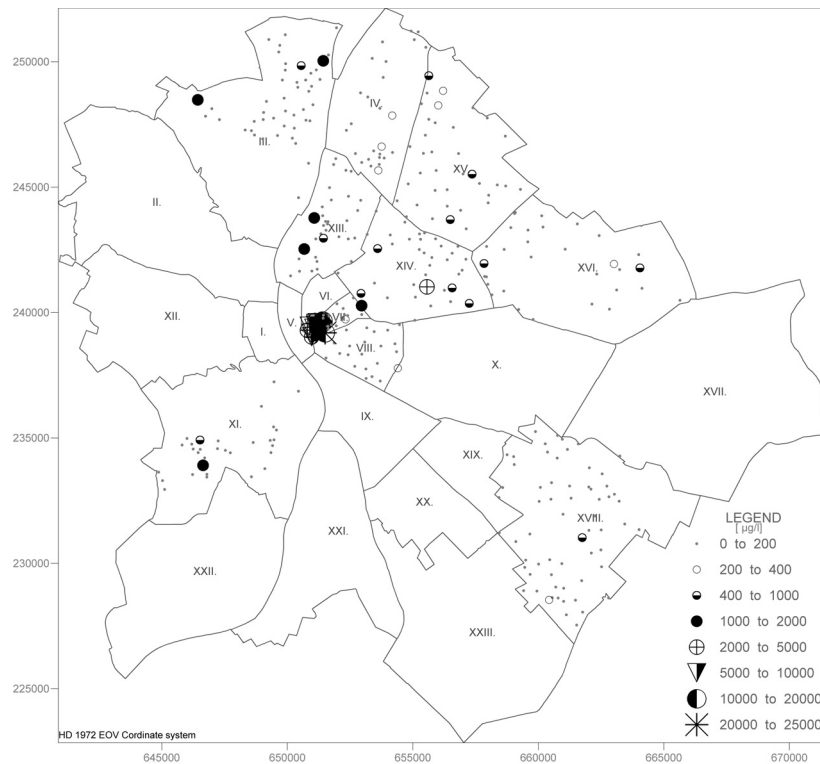 250000
245000
240000
235000
230000
225000
645000
650000
655000
660000
665000
670000
II.
III.
IV.
XV.
XIII.
XIV.
XVI.
XII.
I.
V.
VI.
VII.
VIII.
X.
XVII.
XI.
IX.
XIX.
XX.
XXI.
XXII.
XVIII.
XXIII.
LEGEND
[ µg/l]
0 to 200
200 to 400
400 to 1000
1000 to 2000
2000 to 5000
5000 to 10000
10000 to 20000
20000 to 25000
HD 1972 EOV Cordinate system